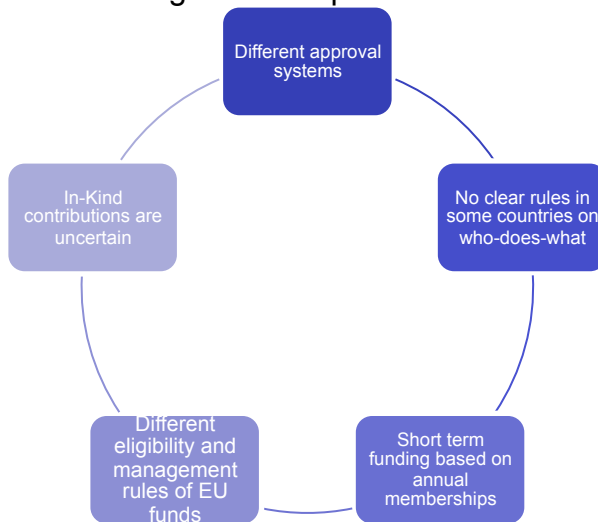 Different approval
systems
No clear rules in
some countries on
who-does-what
Short term
funding based on
annual
memberships
Different
eligibility and
management
rules of EU
funds
In-Kind
contributions are
uncertain